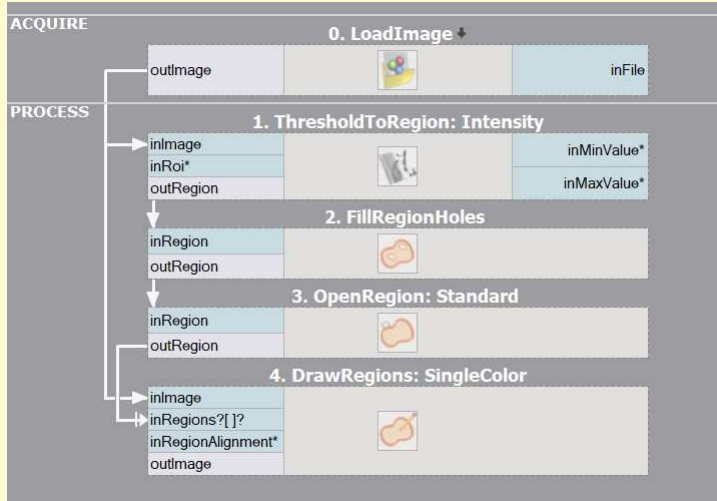 ACQUIRE
0. LoadImage
outImage
inFile
PROCESS
1. ThresholdToRegion: Intensity
inImage
inRoi*
outRegion
inMinValue*
inMaxValue*
2. FillRegionHoles
inRegion
outRegion
3. OpenRegion: Standard
inRegion
outRegion
4. DrawRegions: SingleColor
inImage
inRegions?[ ]?
inRegionAlignment*
outImage